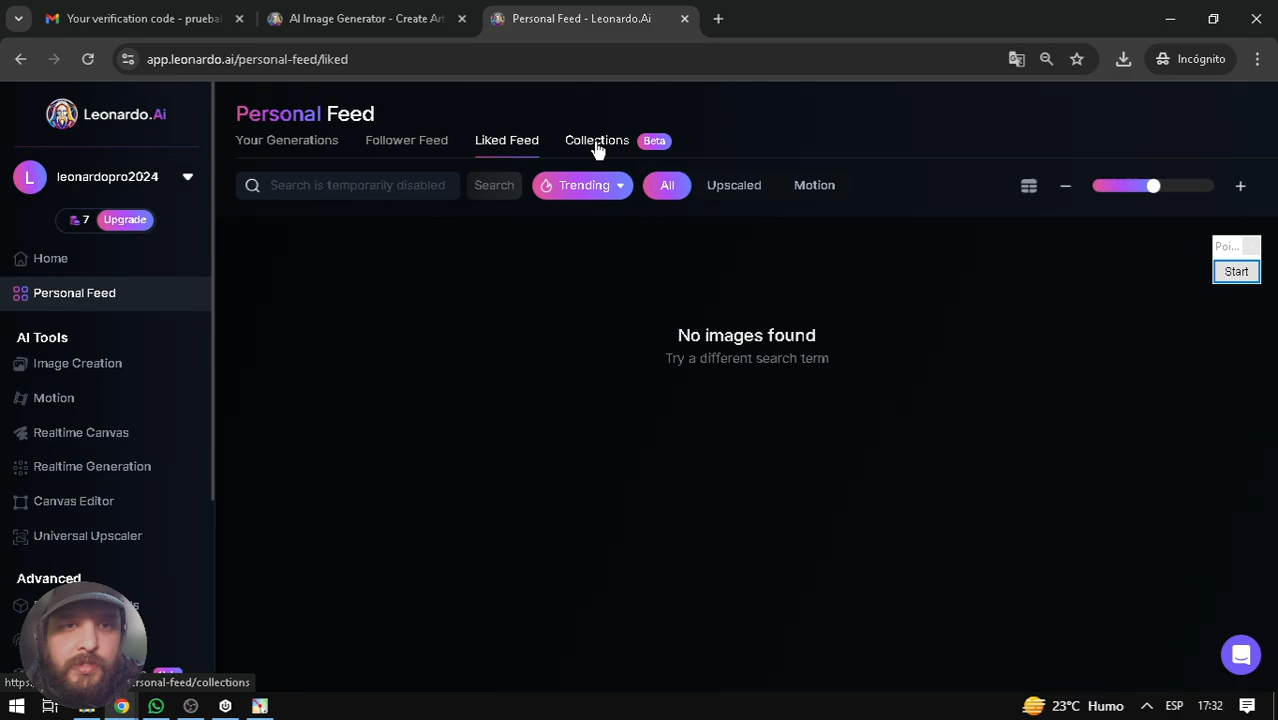 Your verification code - pruebal
AI Image Generator - Create Art
Personal Feed - Leonardo.Ai
app.leonardo.ai/personal-feed/liked
Incógnito
Leonardo.Ai
Personal Feed
Your Generations
Follower Feed
Liked Feed
Collections
Beta
L
leonardopro2024
Search is temporarily disabled
Search
Trending
All
Upscaled
Motion
7
Upgrade
Poi...
Start
Home
Personal Feed
No images found
Try a different search term
AI Tools
Image Creation
Motion
Realtime Canvas
Realtime Generation
Canvas Editor
Universal Upscaler
Advanced
rsonal-feed/collections
23°C Humo
ESP
17:32